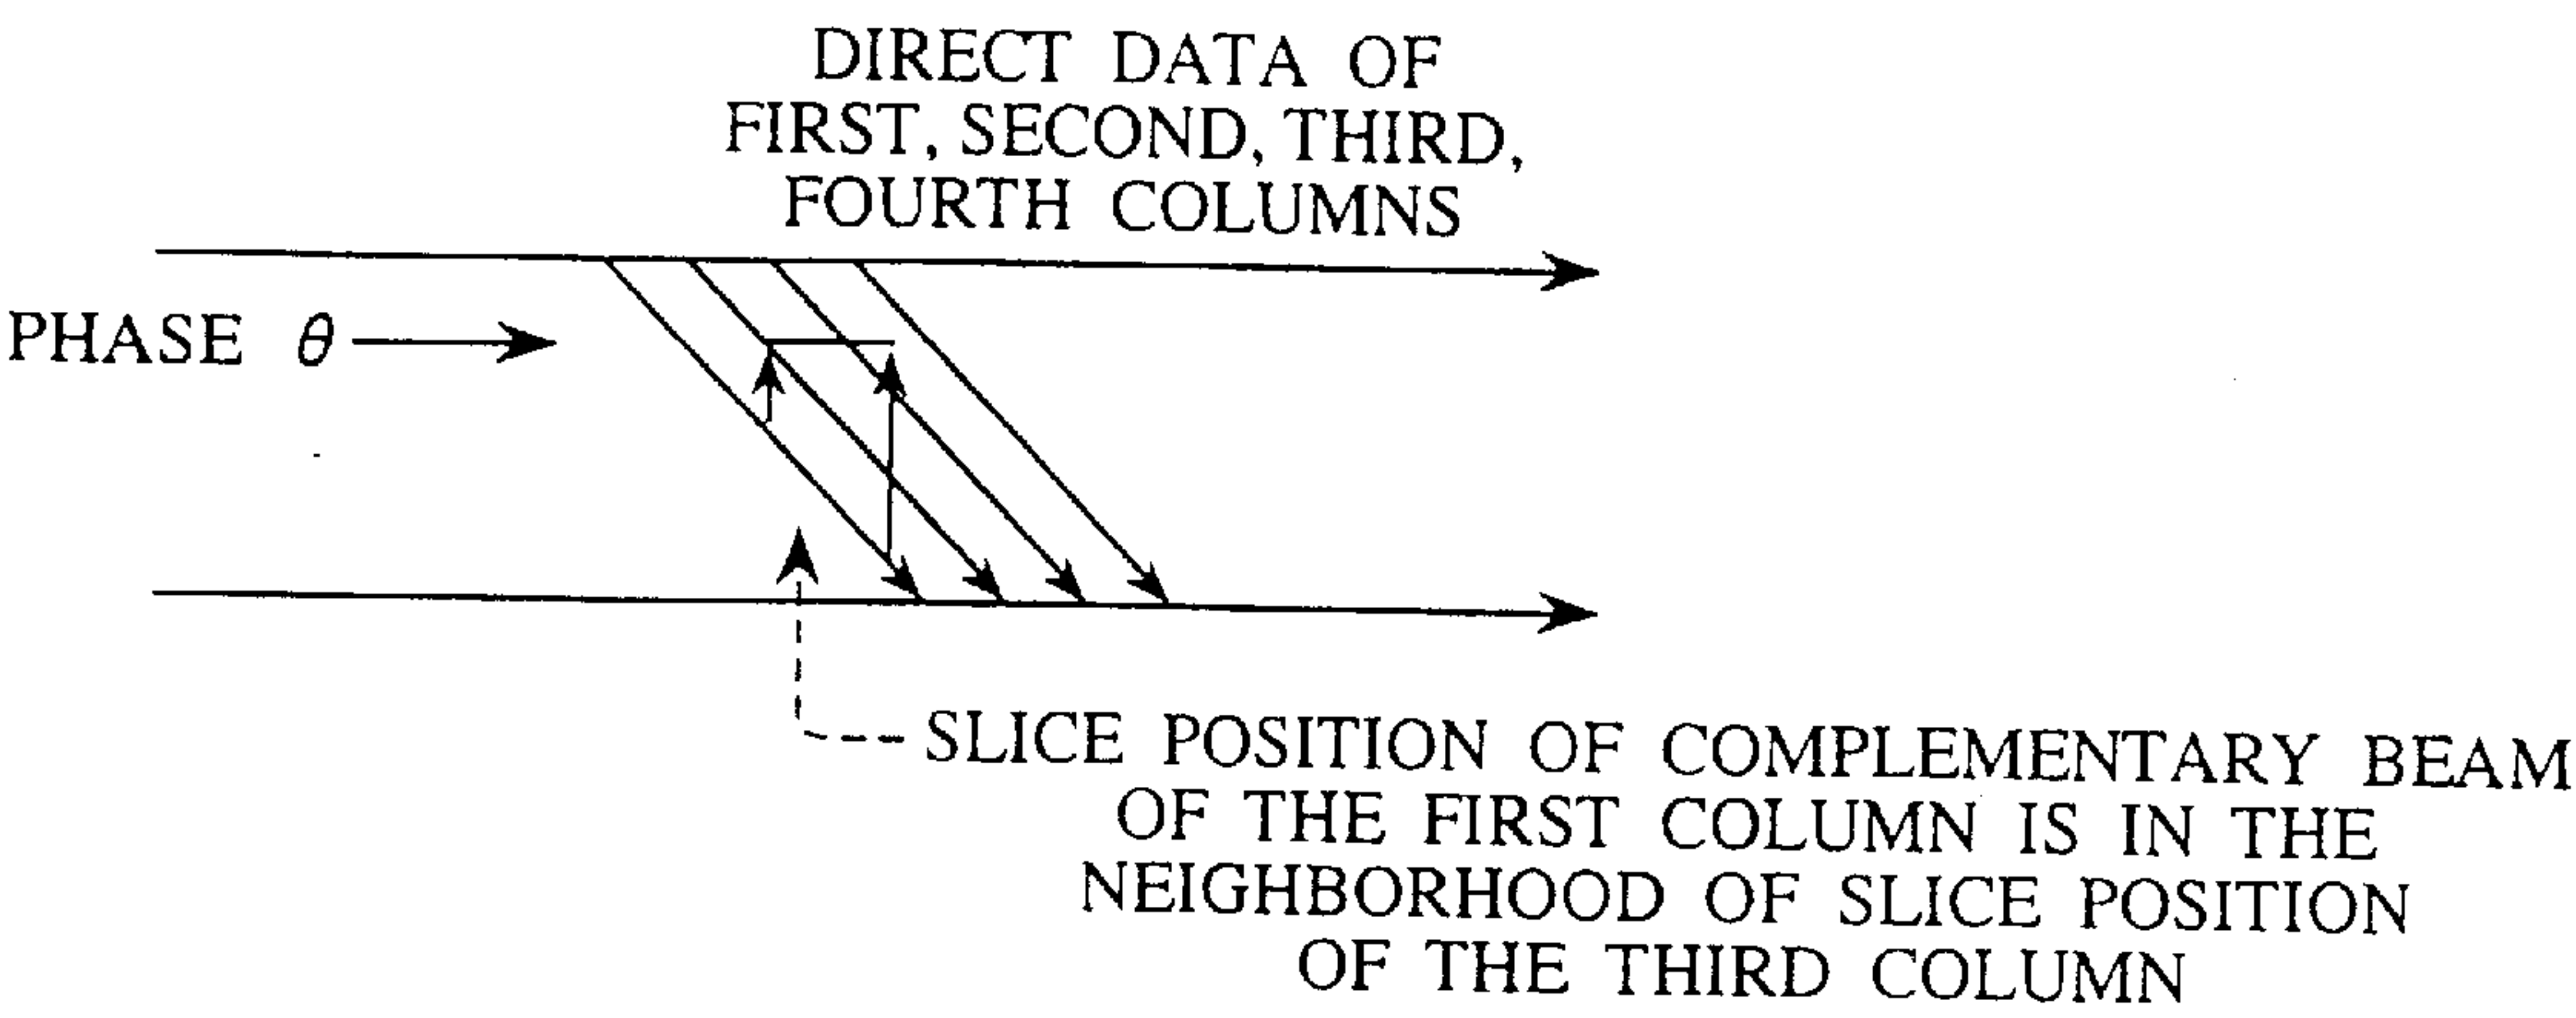 DIRECT DATA OF
FIRST, SECOND, THIRD,
FOURTH COLUMNS
PHASE θ
SLICE POSITION OF COMPLEMENTARY BEAM
OF THE FIRST COLUMN IS IN THE
NEIGHBORHOOD OF SLICE POSITION
OF THE THIRD COLUMN